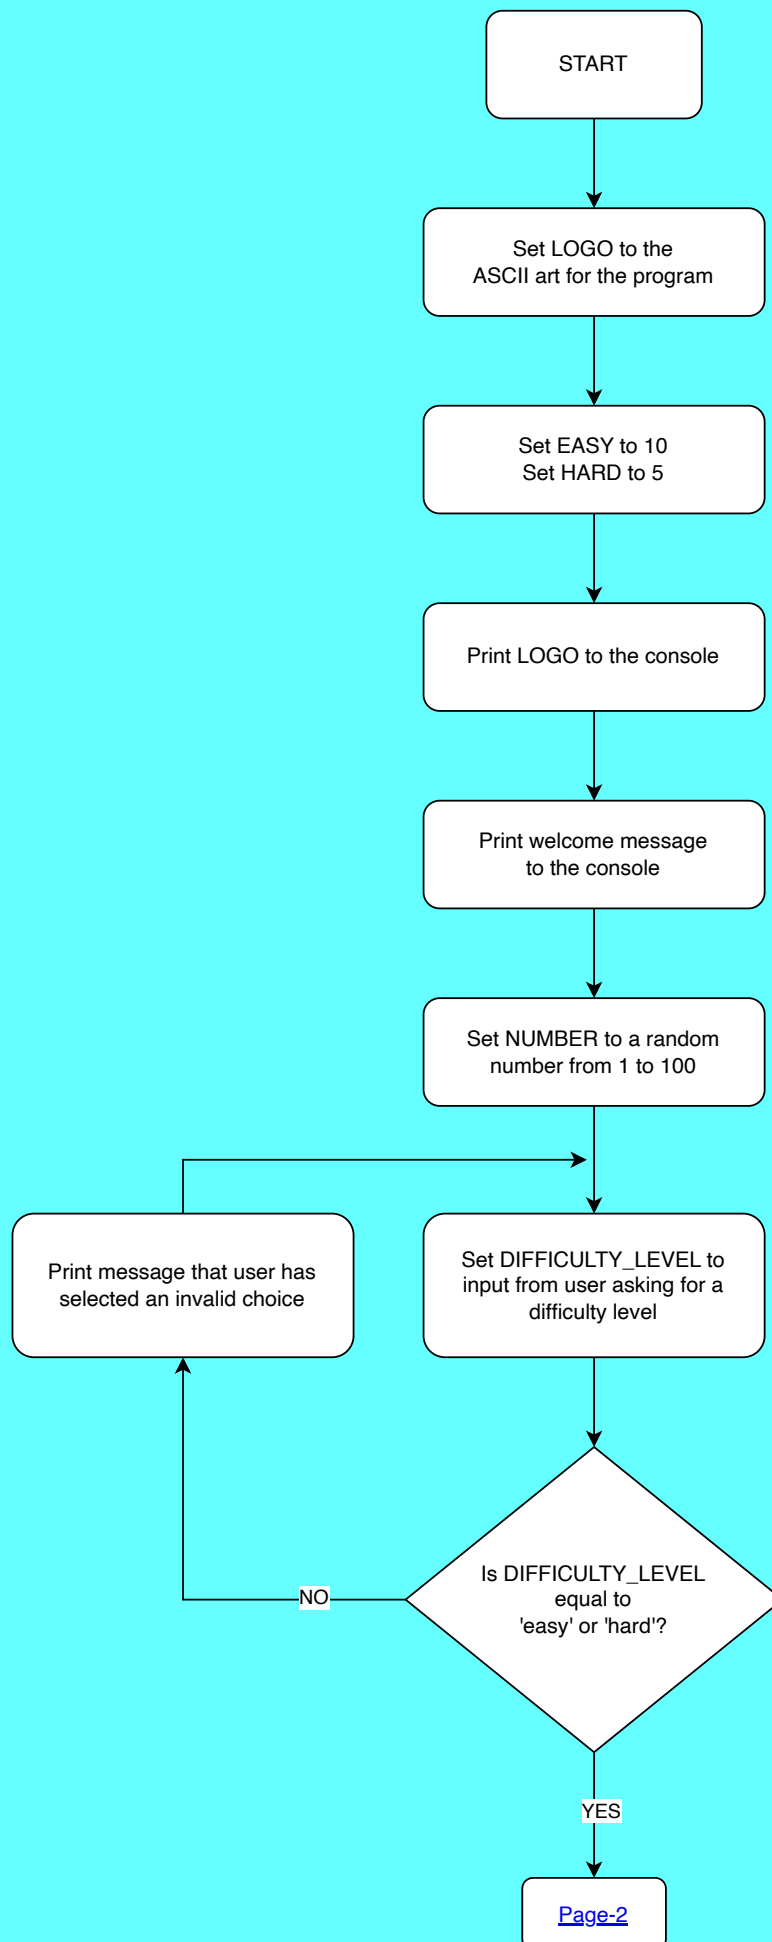 START
Set LOGO to the
ASCII art for the program
Set EASY to 10
Set HARD to 5
Print LOGO to the console
Print welcome message
to the console
Set NUMBER to a random
number from 1 to 100
Print message that user has
selected an invalid choice
Set DIFFICULTY_LEVEL to
input from user asking for a
difficulty level
Is DIFFICULTY_LEVEL
equal to
'easy' or 'hard'?
NO
YES
Page-2